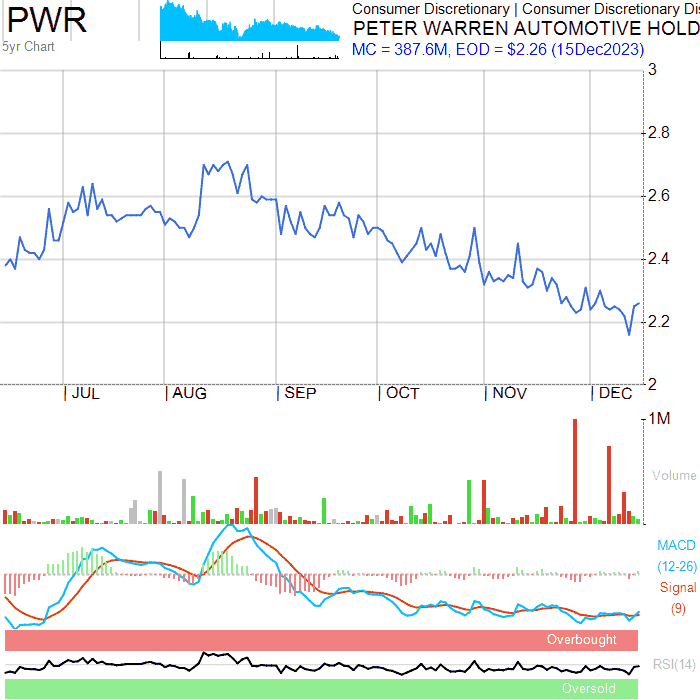 PWR
5yr Chart
Consumer Discretionary | Consumer Discretionary Dis
PETER WARREN AUTOMOTIVE HOLD
MC = 387.6M, EOD = $2.26 (15Dec2023)
3
2.8
2.6
2.4
2.2
2
JUL AUG SEP OCT NOV DEC
1M
Volume
MACD
(12-26)
Signal
(9)
Overbought
RSI(14)
Oversold